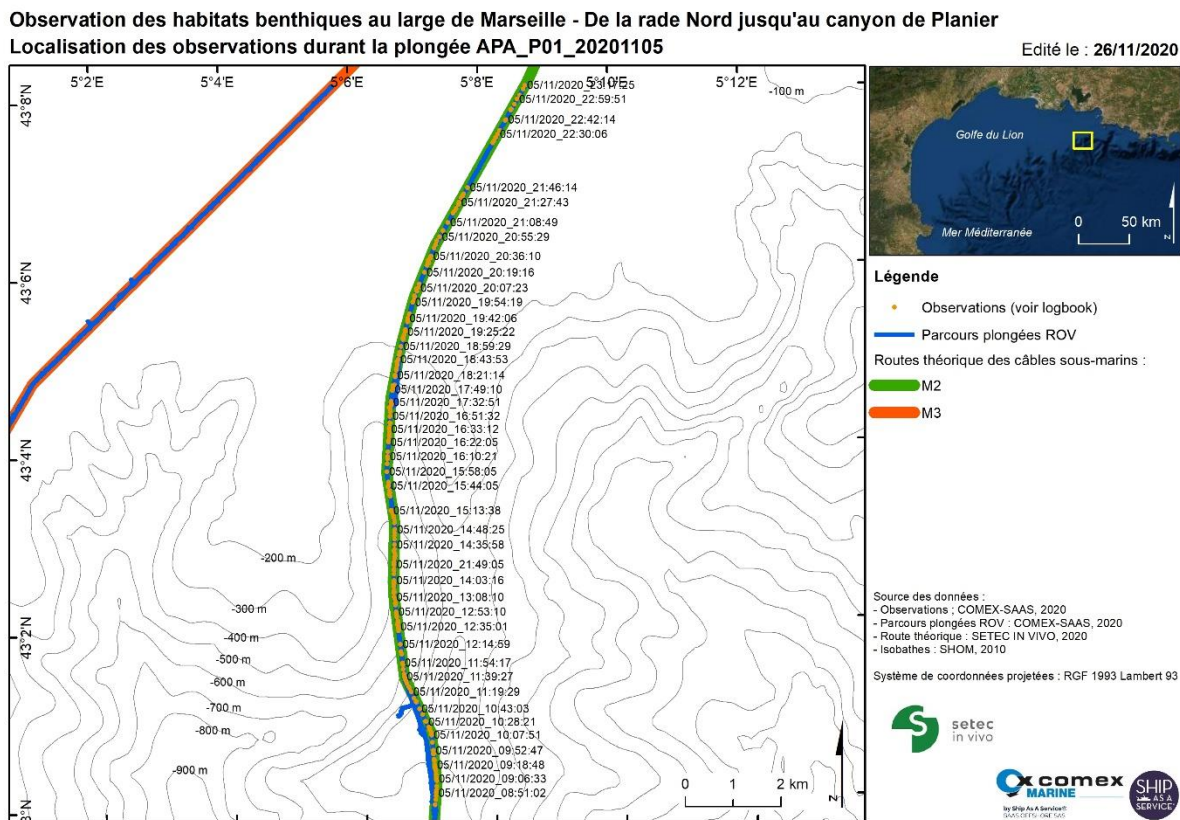 Observation des habitats benthiques au large de Marseille - De la rade Nord jusqu'au canyon de Planier
Localisation des observations durant la plongée APA_P01_20201105
Edité le : 26/11/2020
5°2'E 5°4'E 5°6'E 5°8'E 5°10'E 5°12'E
43°8'N
43°6'N
43°4'N
43°2'N
-100 m
05/11/2020_22:59:51
05/11/2020_22:42:14
05/11/2020_22:30:06
05/11/2020_21:46:14
05/11/2020_21:27:43
05/11/2020_21:08:49
05/11/2020_20:55:29
05/11/2020_20:36:10
05/11/2020_20:19:16
05/11/2020_20:07:23
05/11/2020_19:54:19
05/11/2020_19:42:06
05/11/2020_19:25:22
05/11/2020_18:59:29
05/11/2020_18:43:53
05/11/2020_18:21:14
05/11/2020_17:49:10
05/11/2020_17:32:51
05/11/2020_16:51:32
05/11/2020_16:33:12
05/11/2020_16:22:05
05/11/2020_16:10:21
05/11/2020_15:58:05
05/11/2020_15:44:05
05/11/2020_15:13:38
05/11/2020_14:48:25
05/11/2020_14:35:58
05/11/2020_21:49:05
05/11/2020_14:03:16
05/11/2020_13:08:10
05/11/2020_12:53:10
05/11/2020_12:35:01
05/11/2020_12:14:59
05/11/2020_11:54:17
05/11/2020_11:39:27
05/11/2020_11:19:29
05/11/2020_10:43:03
05/11/2020_10:28:21
05/11/2020_10:07:51
05/11/2020_09:52:47
05/11/2020_09:18:48
05/11/2020_09:06:33
05/11/2020_08:51:02
-200 m
-300 m
-400 m
-500 m
-600 m
-700 m
-800 m
-900 m
0 1 2 km
N
Golfe du Lion
Mer Méditerranée
0 50 km
N
Légende
Observations (voir logbook)
Parcours plongées ROV
Routes théorique des câbles sous-marins :
M2
M3
Source des données :
- Observations ; COMEX-SAAS, 2020
- Parcours plongées ROV : COMEX-SAAS, 2020
- Route théorique : SETEC IN VIVO, 2020
- Isobathes : SHOM, 2010
Système de coordonnées projetées : RGF 1993 Lambert 93
setec
in vivo
comex
MARINE
by Ship As A Service®
SAAS OFFSHORE SAS
SHIP
AS A
SERVICE